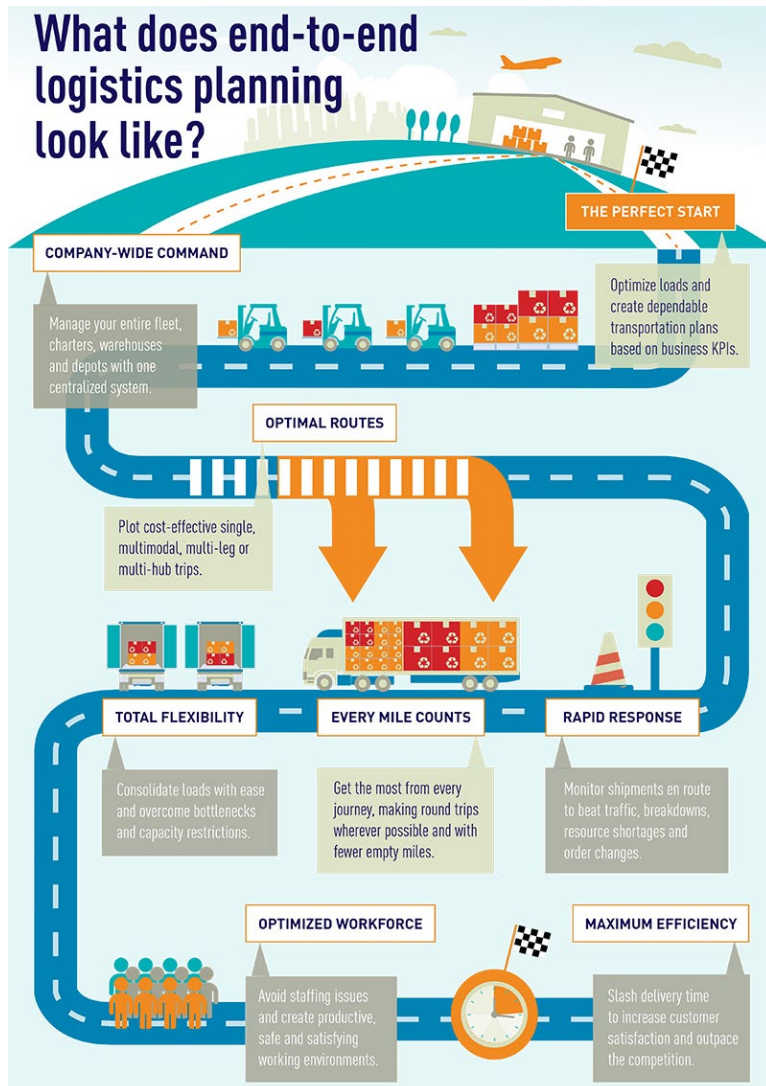 What does end-to-end
logistics planning
look like?
THE PERFECT START
Optimize loads and
create dependable
transportation plans
based on business KPIs.
COMPANY-WIDE COMMAND
Manage your entire fleet,
charters, warehouses
and depots with one
centralized system.
OPTIMAL ROUTES
Plot cost-effective single,
multimodal, multi-leg or
multi-hub trips.
RAPID RESPONSE
Monitor shipments en route
to beat traffic, breakdowns,
resource shortages and
order changes.
EVERY MILE COUNTS
Get the most from every
journey, making round trips
wherever possible and with
fewer empty miles.
TOTAL FLEXIBILITY
Consolidate loads with ease
and overcome bottlenecks
and capacity restrictions.
OPTIMIZED WORKFORCE
Avoid staffing issues
and create productive,
safe and satisfying
working environments.
MAXIMUM EFFICIENCY
Slash delivery time
to increase customer
satisfaction and outpace
the competition.